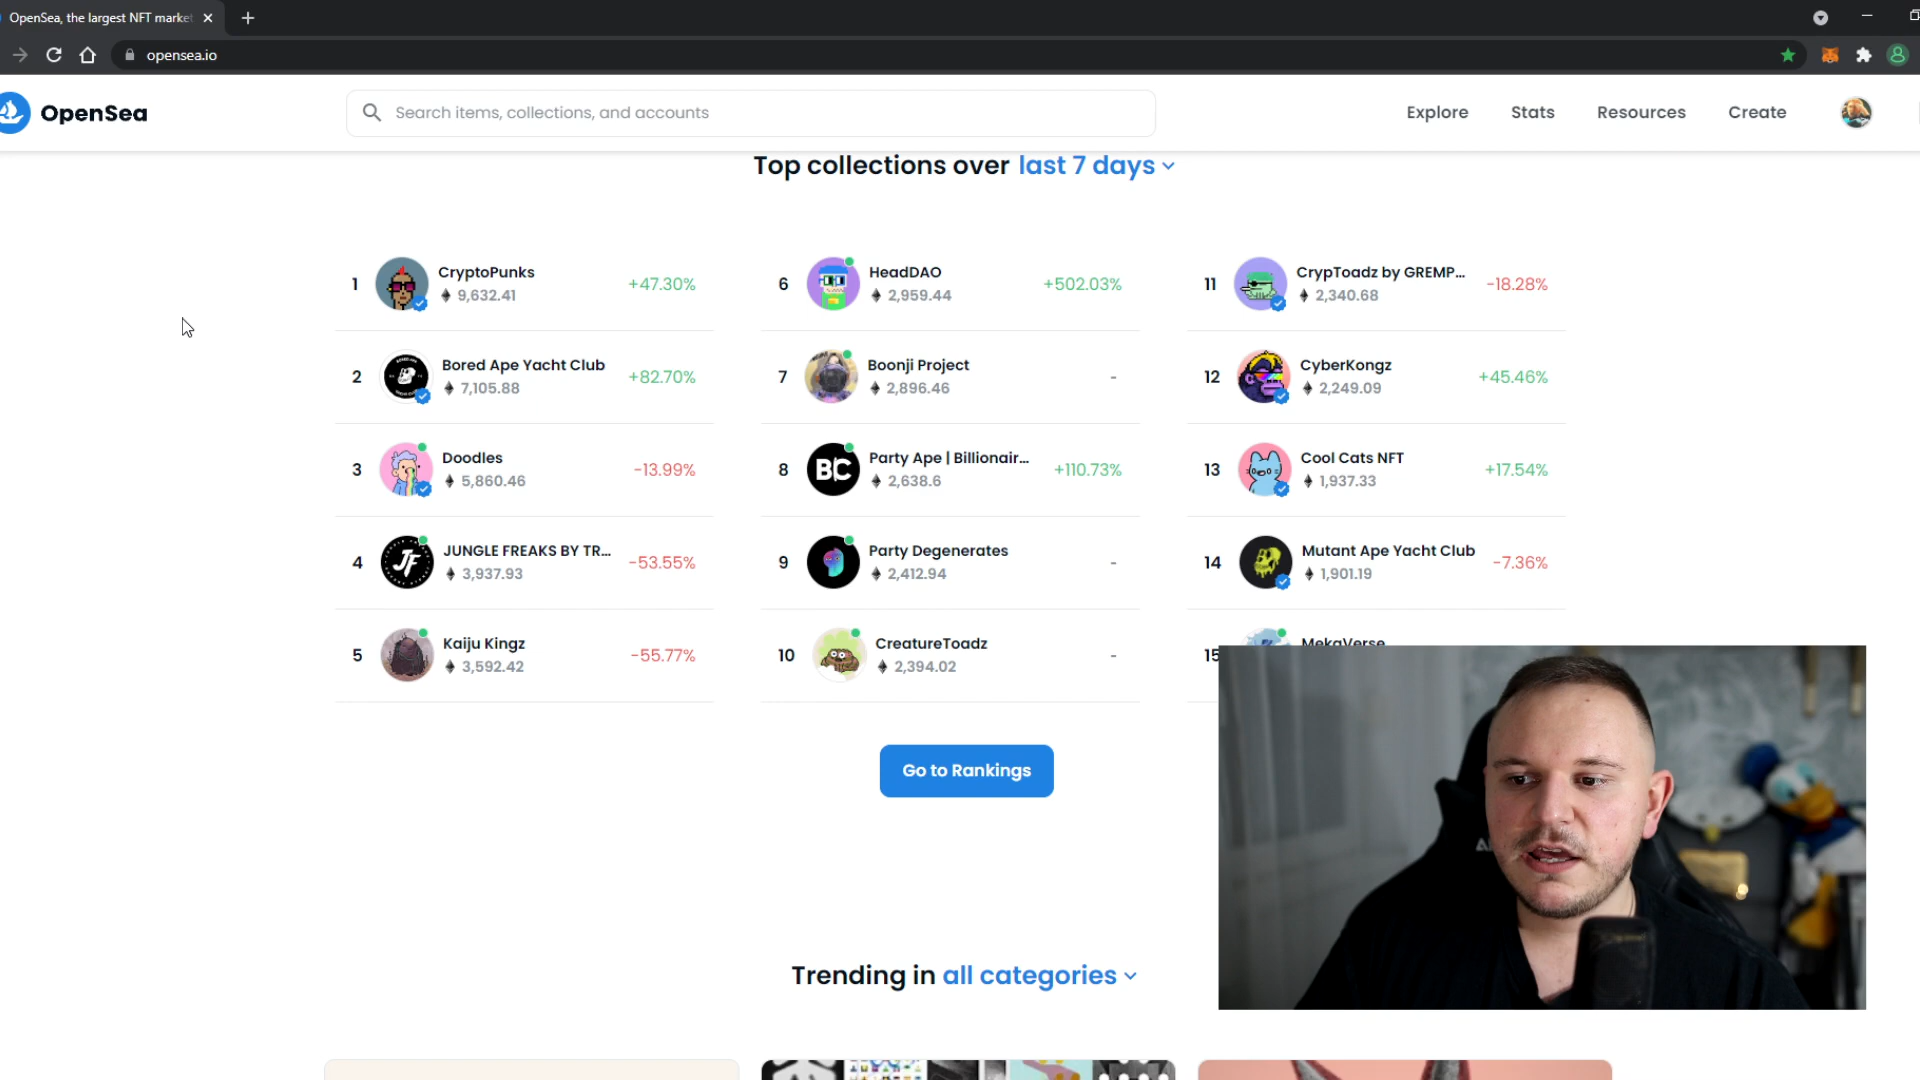 OpenSea, the largest NFT market
opensea.io
OpenSea
Search items, collections, and accounts
Explore
Stats
Resources
Create
Top collections over last 7 days
1
CryptoPunks
9,632.41
+47.30%
2
Bored Ape Yacht Club
7,105.88
+82.70%
3
Doodles
5,860.46
-13.99%
4
JF
JUNGLE FREAKS BY TR...
3,937.93
-53.55%
5
Kaiju Kingz
3,592.42
-55.77%
6
HeadDAO
2,959.44
+502.03%
7
Boonji Project
2,896.46
-
8
BC
Party Ape | Billionair...
2,638.6
+110.73%
9
Party Degenerates
2,412.94
-
10
CreatureToadz
2,394.02
-
11
CrypToadz by GREMP...
2,340.68
-18.28%
12
CyberKongz
2,249.09
+45.46%
13
Cool Cats NFT
1,937.33
+17.54%
14
Mutant Ape Yacht Club
1,901.19
-7.36%
15
MekaVerse
Go to Rankings
Trending in all categories